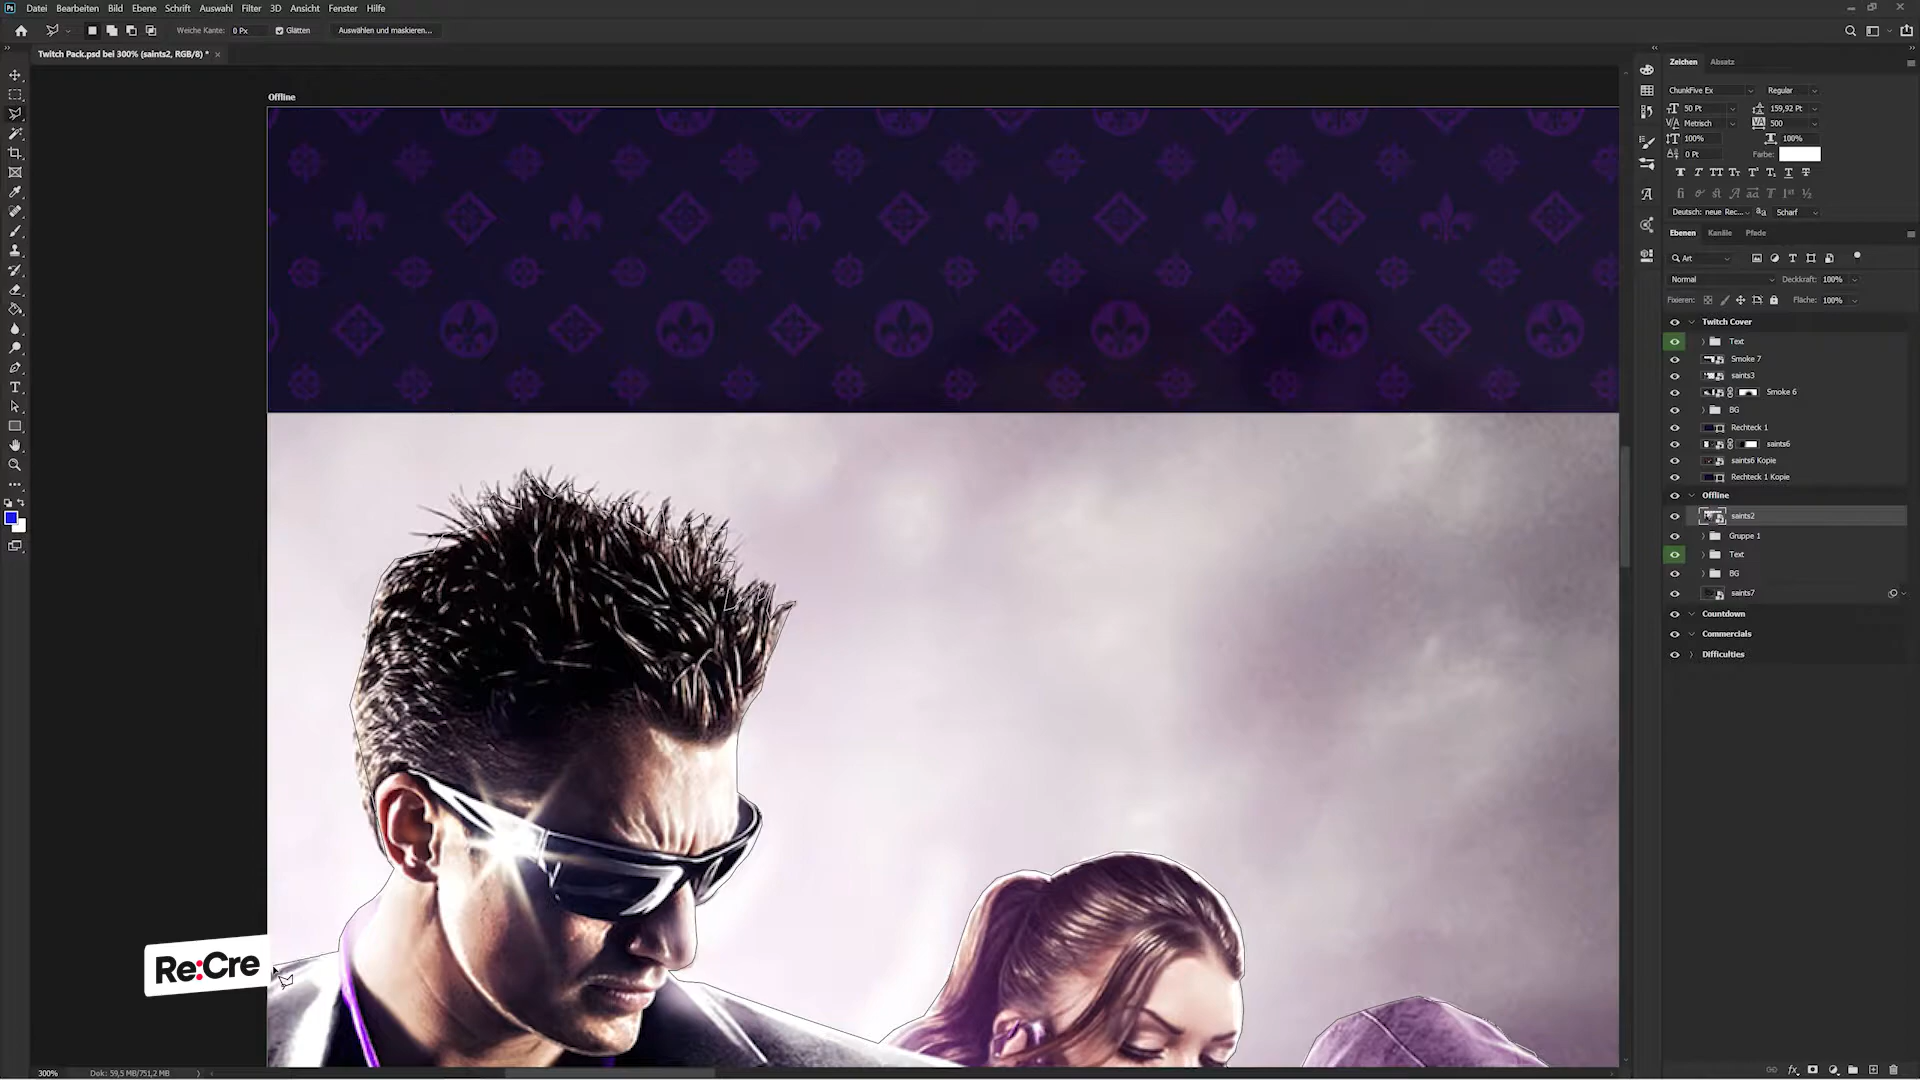 Datei Bearbeiten Bild Ebene Schrift Auswahl Filter 3D Ansicht Fenster Hilfe
Weiche Kante: 0 Px Glätten Auswählen und maskieren...
Twitch Pack.psd bei 300% (saints2, RGB/8) *
Offline
Zeichen Absatz
ChunkFive Ex Regular
50 Pt 159,92 Pt
Metrisch 500
100% 100%
0 Pt Farbe:
Deutsch: neue Rec... Scharf
Ebenen Kanäle Pfade
Art
Normal Deckkraft: 100%
Fixieren: Fläche: 100%
Twitch Cover
Text
Smoke 7
saints3
Smoke 6
BG
Rechteck 1
saints6
saints6 Kopie
Rechteck 1 Kopie
Offline
saints2
Gruppe 1
Text
BG
saints7
Countdown
Commercials
Difficulties
Re:Cre
300% Dok: 59,5 MB/751,2 MB